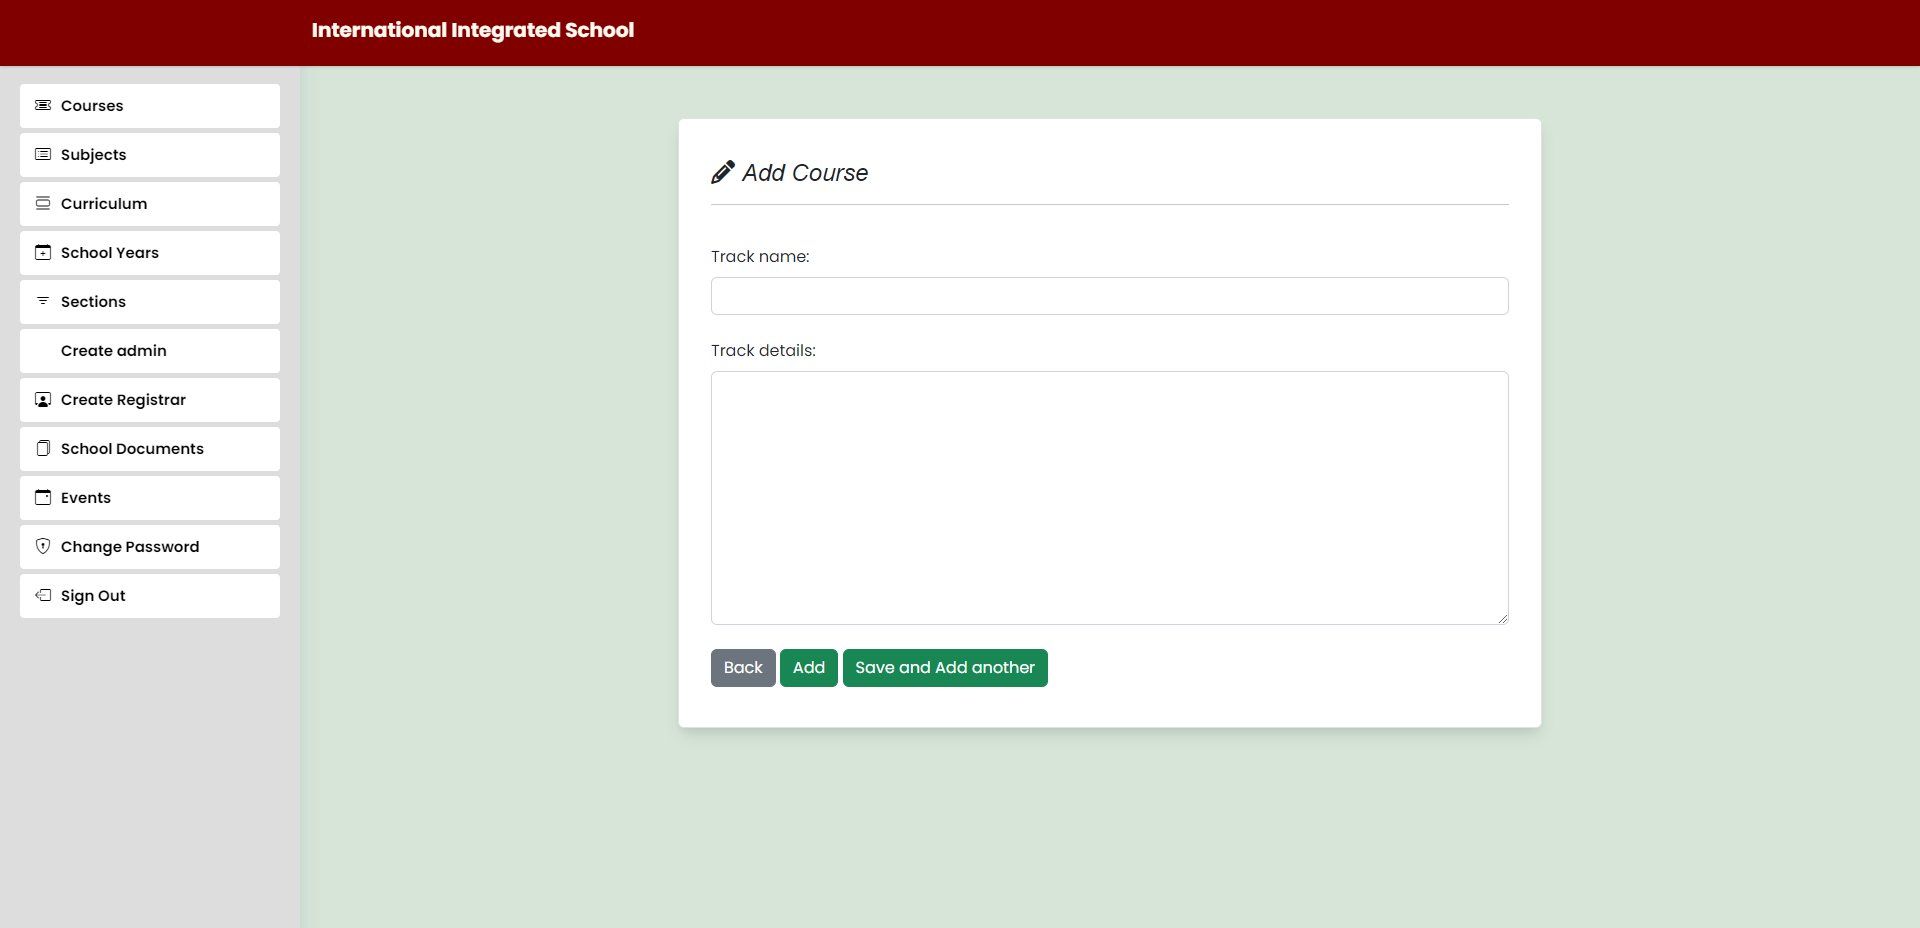 International Integrated School
Courses
Subjects
Curriculum
School Years
Sections
Create admin
Create Registrar
School Documents
Events
Change Password
Sign Out
Add Course
Track name:
Track details:
Back Add Save and Add another